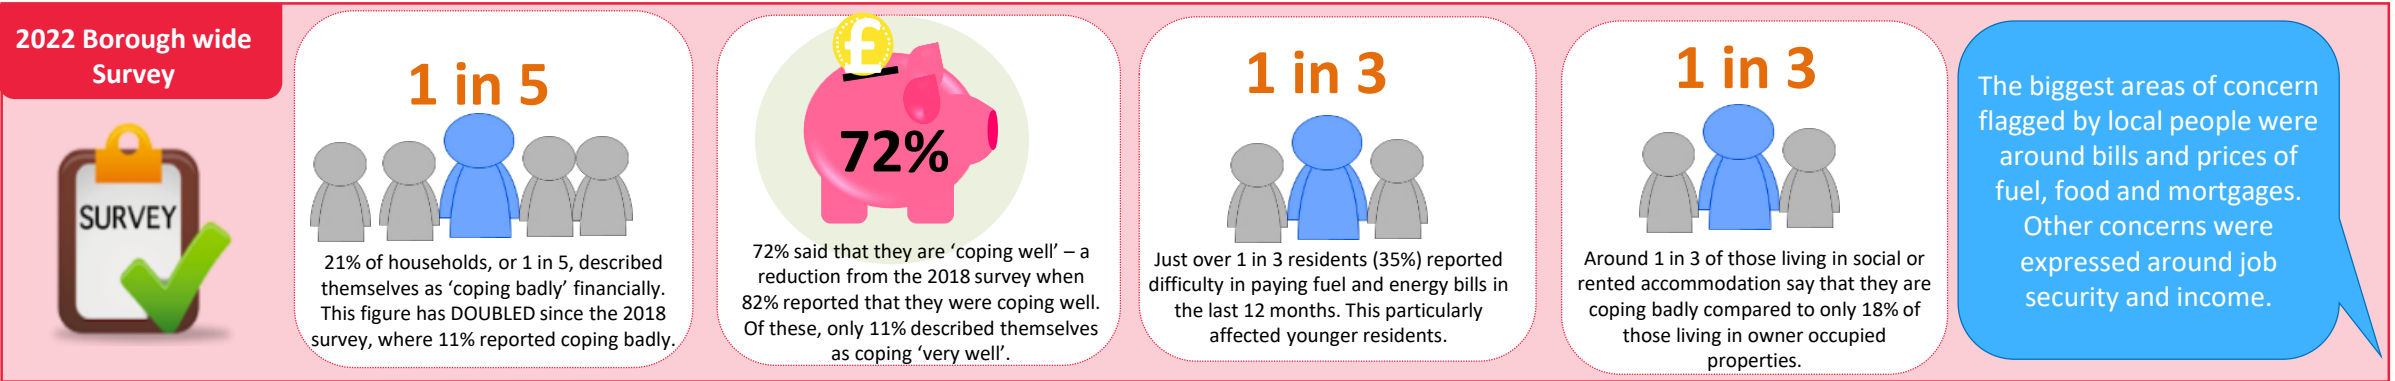 2022 Borough wide
Survey
SURVEY
1 in 5
21% of households, or 1 in 5, described
themselves as ‘coping badly’ financially.
This figure has DOUBLED since the 2018
survey, where 11% reported coping badly.
£
72%
72% said that they are ‘coping well’ – a
reduction from the 2018 survey when
82% reported that they were coping well.
Of these, only 11% described themselves
as coping ‘very well’.
1 in 3
Just over 1 in 3 residents (35%) reported
difficulty in paying fuel and energy bills in
the last 12 months. This particularly
affected younger residents.
1 in 3
Around 1 in 3 of those living in social or
rented accommodation say that they are
coping badly compared to only 18% of
those living in owner occupied
properties.
The biggest areas of concern
flagged by local people were
around bills and prices of
fuel, food and mortgages.
Other concerns were
expressed around job
security and income.